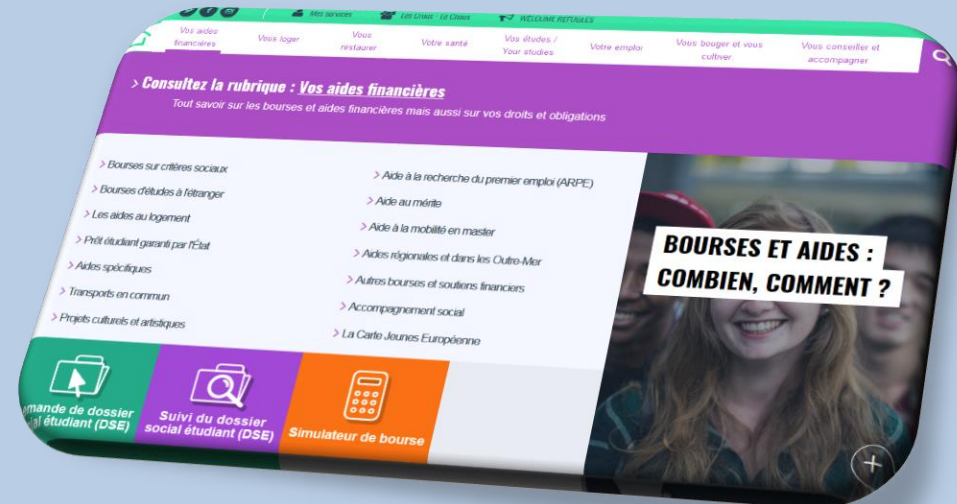 Mes services
Les Crous - Le Cnous
WELCOME REFUGEES
Vos aides
financières
Vous loger
Vous
restaurer
Votre santé
Vos études /
Your studies
Votre emploi
Vous bouger et vous
cultiver
Vous conseiller et
accompagner
> Consultez la rubrique : Vos aides financières
Tout savoir sur les bourses et aides financières mais aussi sur vos droits et obligations
> Bourses sur critères sociaux
> Bourses d'études à l'étranger
> Les aides au logement
> Prêt étudiant garanti par l'État
> Aides spécifiques
> Transports en commun
> Projets culturels et artistiques
> Aide à la recherche du premier emploi (ARPE)
> Aide au mérite
> Aide à la mobilité en master
> Aides régionales et dans les Outre-Mer
> Autres bourses et soutiens financiers
> Accompagnement social
> La Carte Jeunes Européenne
BOURSES ET AIDES :
COMBIEN, COMMENT ?
emande de dossier
al étudiant (DSE)
Suivi du dossier
social étudiant (DSE)
Simulateur de bourse